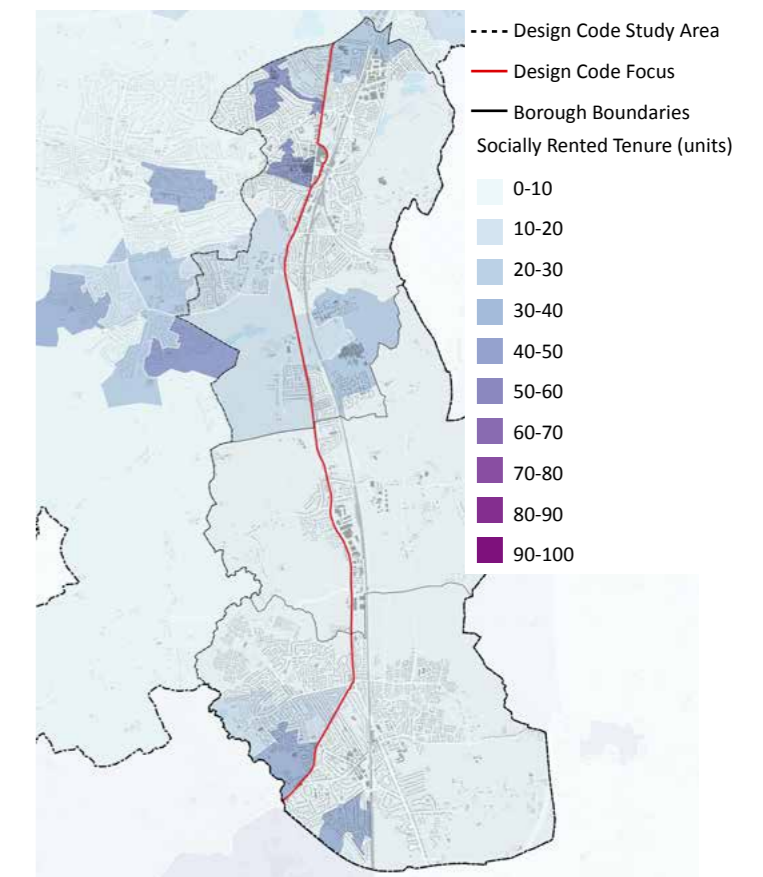 Design Code Study Area
Design Code Focus
Borough Boundaries
Socially Rented Tenure (units)
0-10
10-20
20-30
30-40
40-50
50-60
60-70
70-80
80-90
90-100